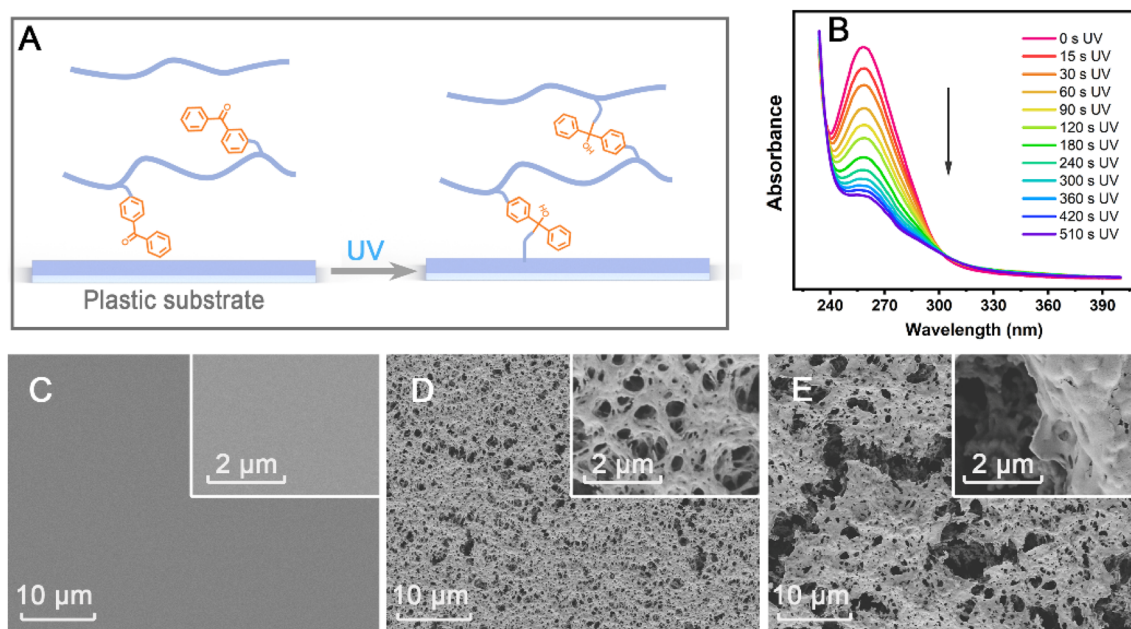 A
O
O
OH
HO
UV
Plastic substrate
B
Absorbance
0 s UV
15 s UV
30 s UV
60 s UV
90 s UV
120 s UV
180 s UV
240 s UV
300 s UV
360 s UV
420 s UV
510 s UV
240 270 300 330 360 390
Wavelength (nm)
C
2 μm
10 μm
D
2 μm
10 μm
E
2 μm
10 μm